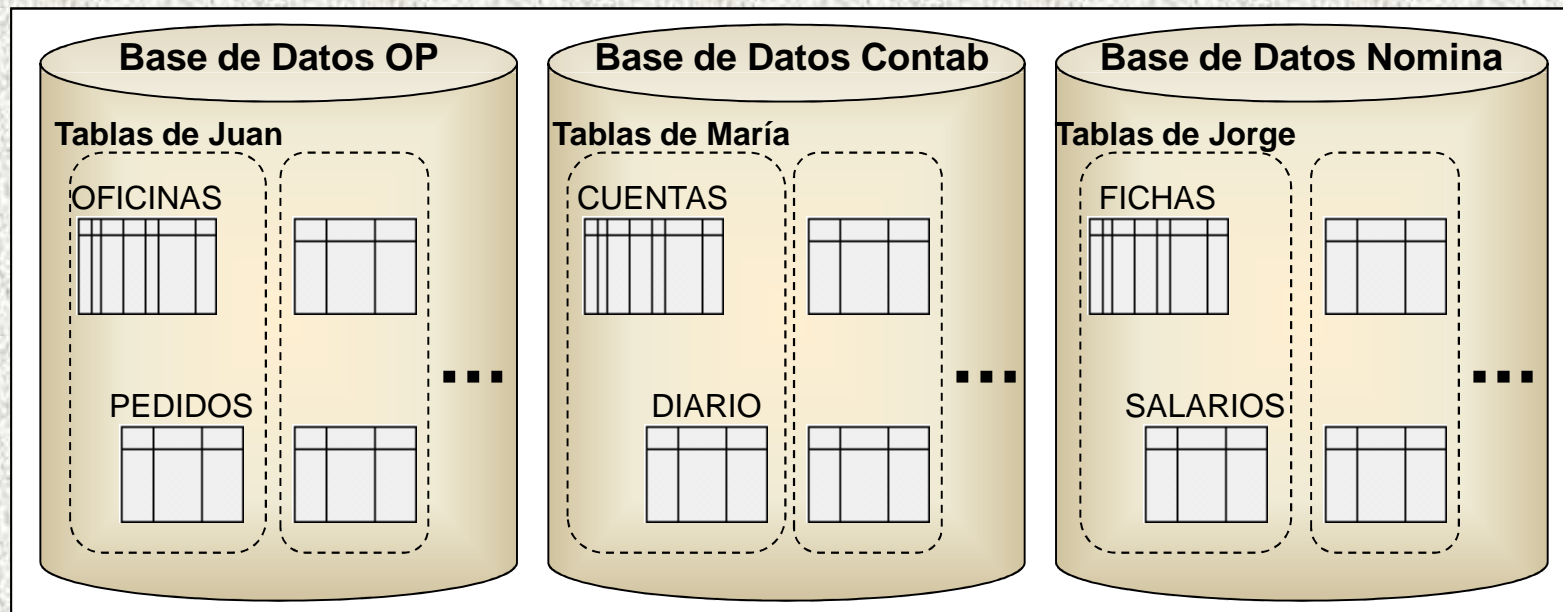 Base de Datos OP
Tablas de Juan
OFICINAS
...
PEDIDOS
Base de Datos Contab
Tablas de María
CUENTAS
...
DIARIO
Base de Datos Nomina
Tablas de Jorge
FICHAS
...
SALARIOS